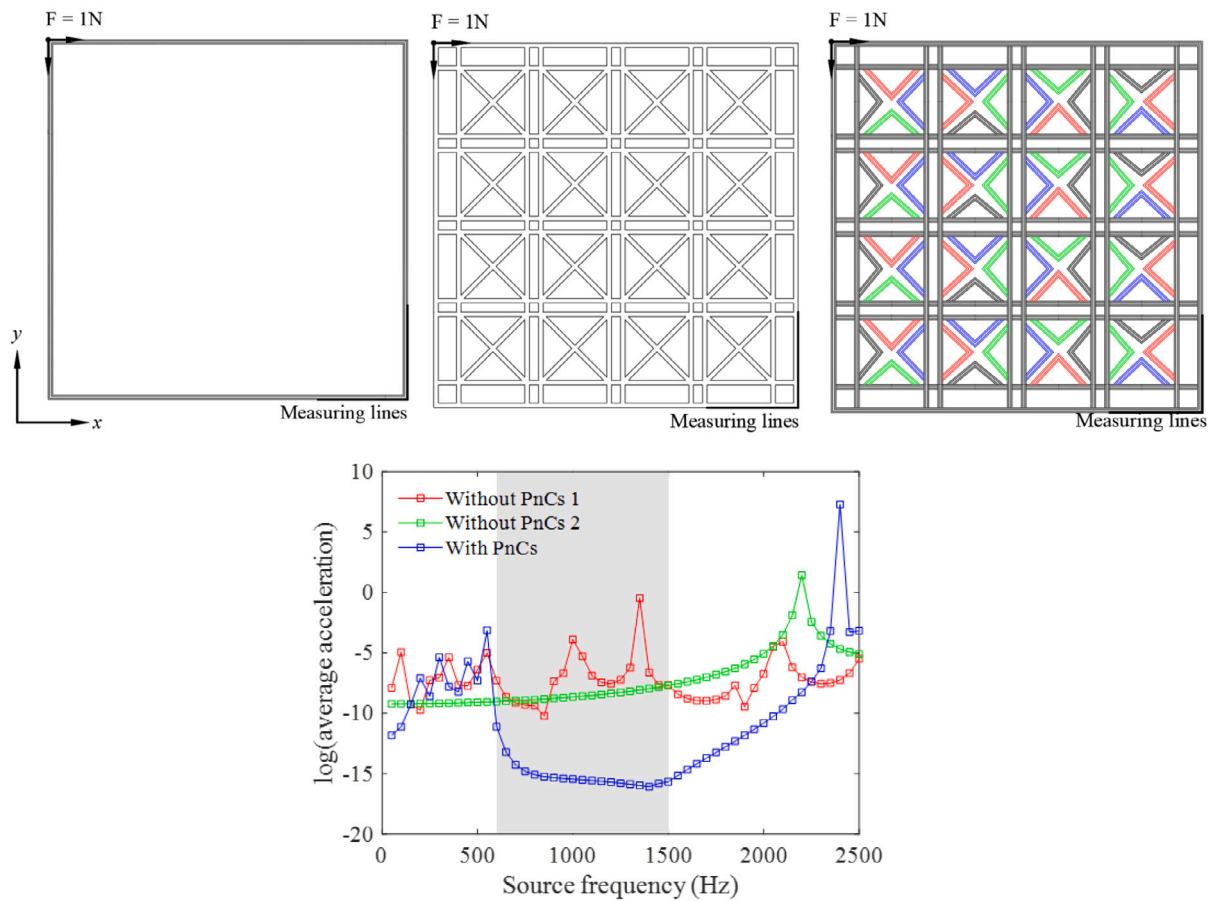 F = 1N
F = 1N
F = 1N
y
x
Measuring lines
Measuring lines
Measuring lines
log(average acceleration)
10
5
0
-5
-10
-15
-20
Without PnCs 1
Without PnCs 2
With PnCs
0 500 1000 1500 2000 2500
Source frequency (Hz)